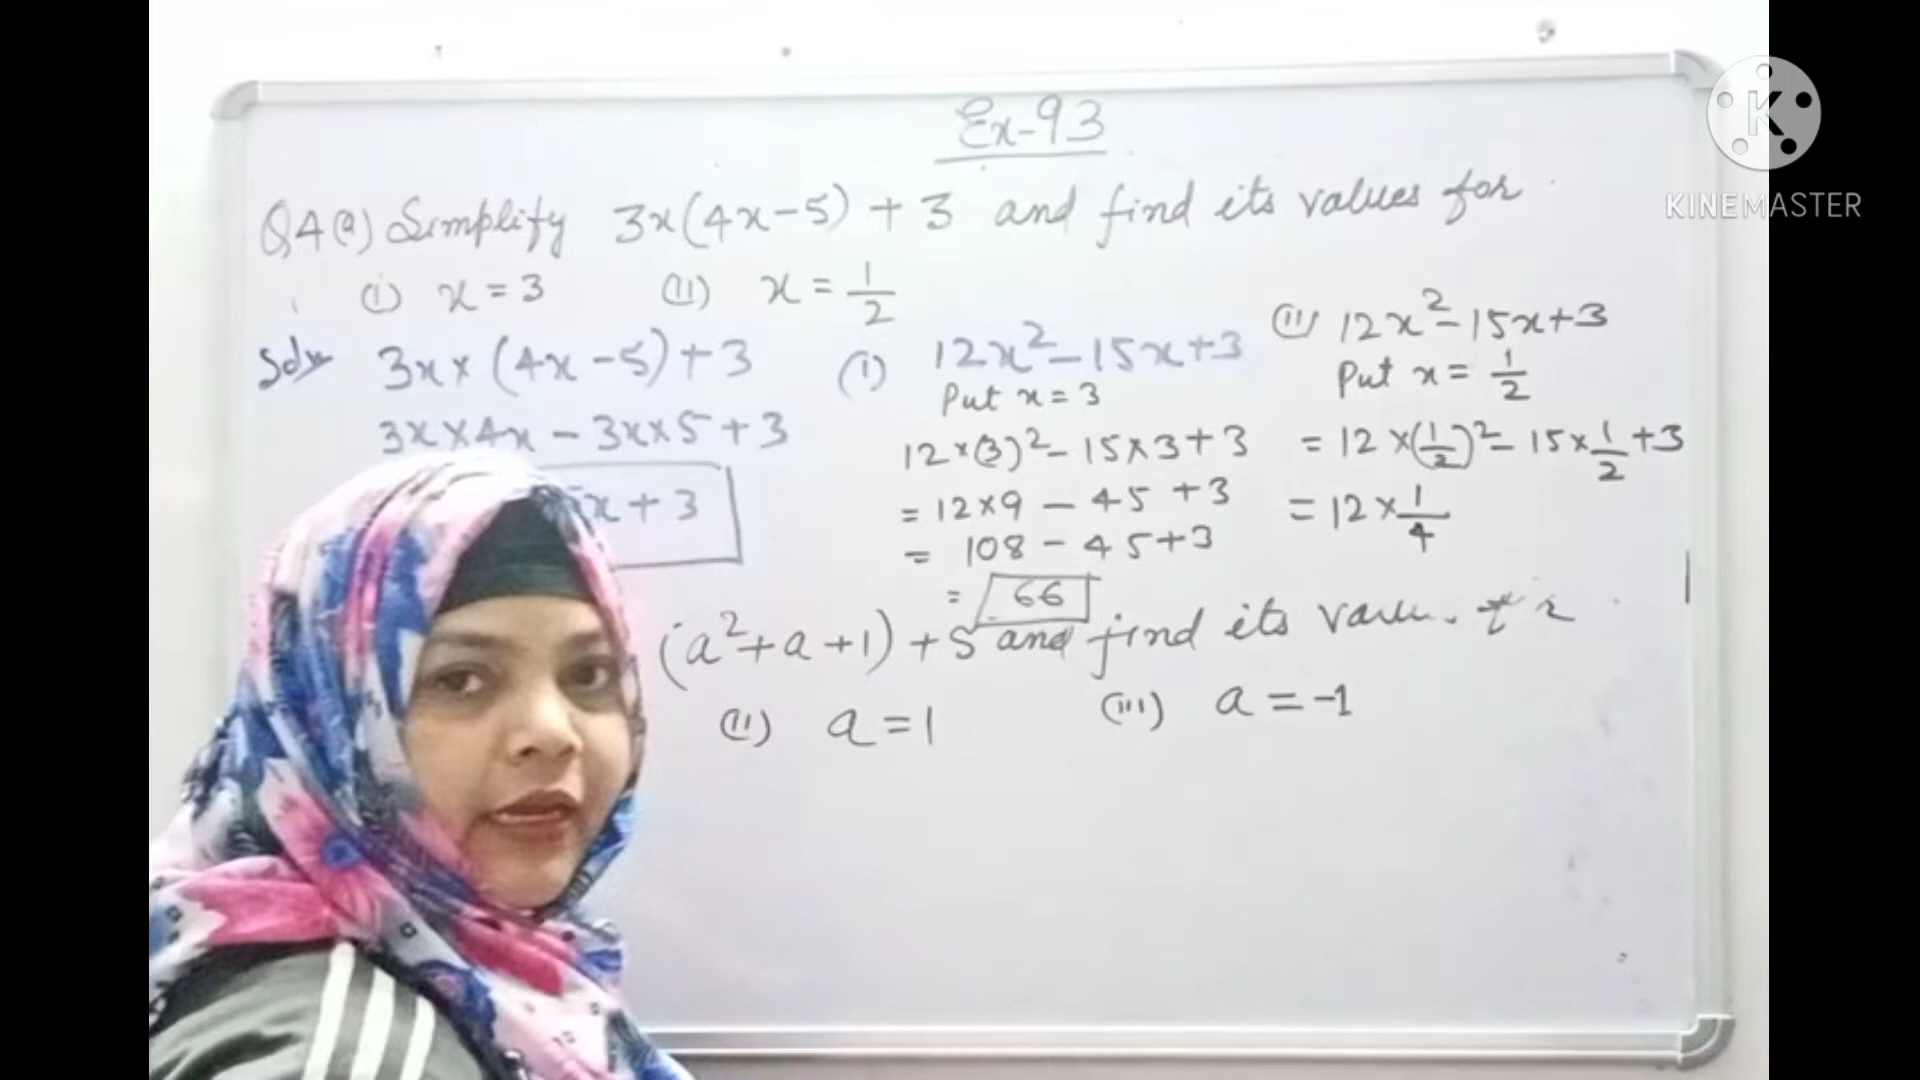 Ex-93
Q4(a) Simplify 3x(4x-5) + 3 and find its values for
(i) x = 3 (ii) x = 1/2
Soln 3x × (4x - 5) + 3
3x × 4x - 3x × 5 + 3
x + 3
(i) 12x² - 15x + 3
Put x = 3
12 × (3)² - 15 × 3 + 3
= 12 × 9 - 45 + 3
= 108 - 45 + 3
= 66
(ii) 12x² - 15x + 3
Put x = 1/2
= 12 × (1/2)² - 15 × 1/2 + 3
= 12 × 1/4
(a² + a + 1) + 5 and find its
(ii) a = 1 (iii) a = -1
K
KINEMASTER